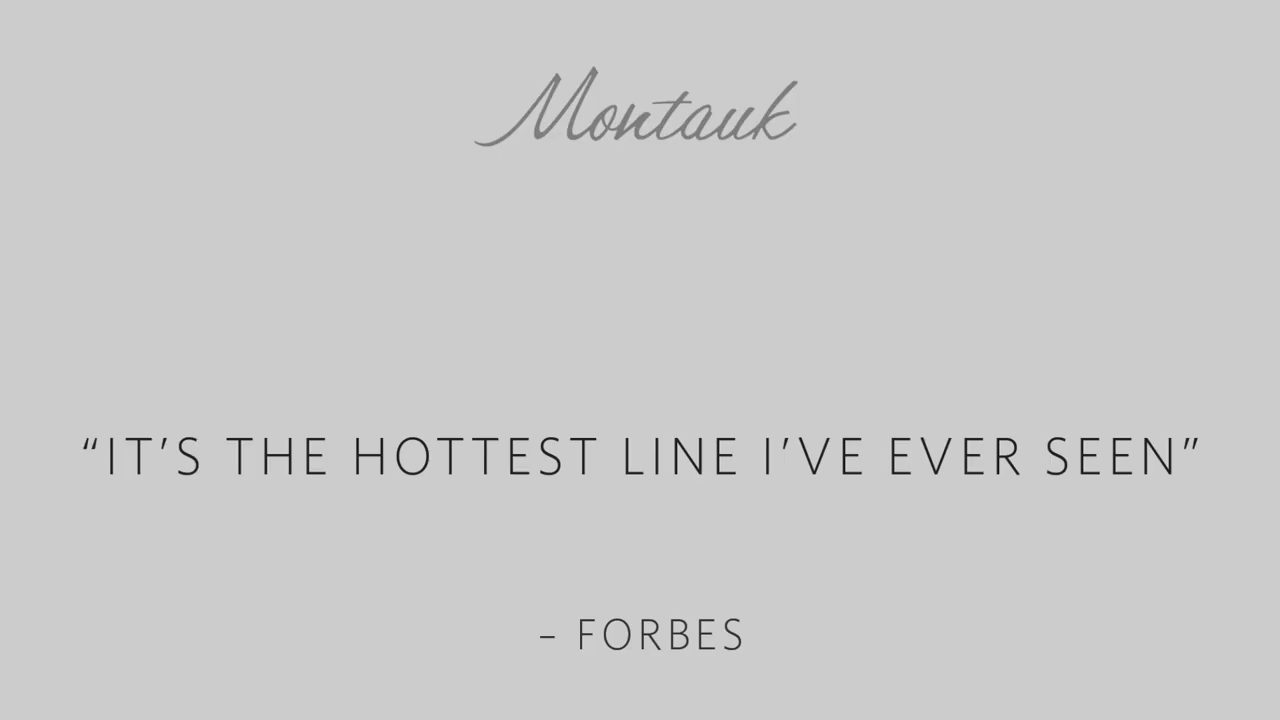 Montauk
“IT’S THE HOTTEST LINE I’VE EVER SEEN”
– FORBES